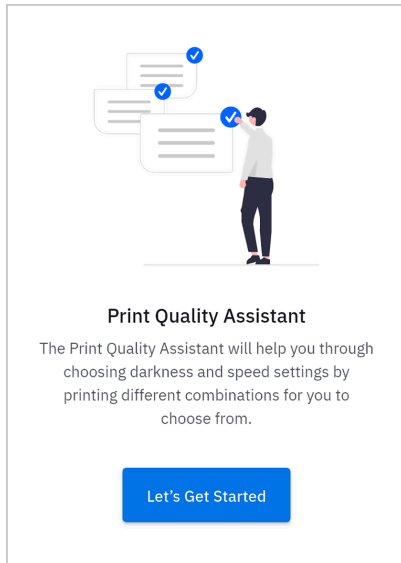 Print Quality Assistant
The Print Quality Assistant will help you through
choosing darkness and speed settings by
printing different combinations for you to
choose from.
Let's Get Started